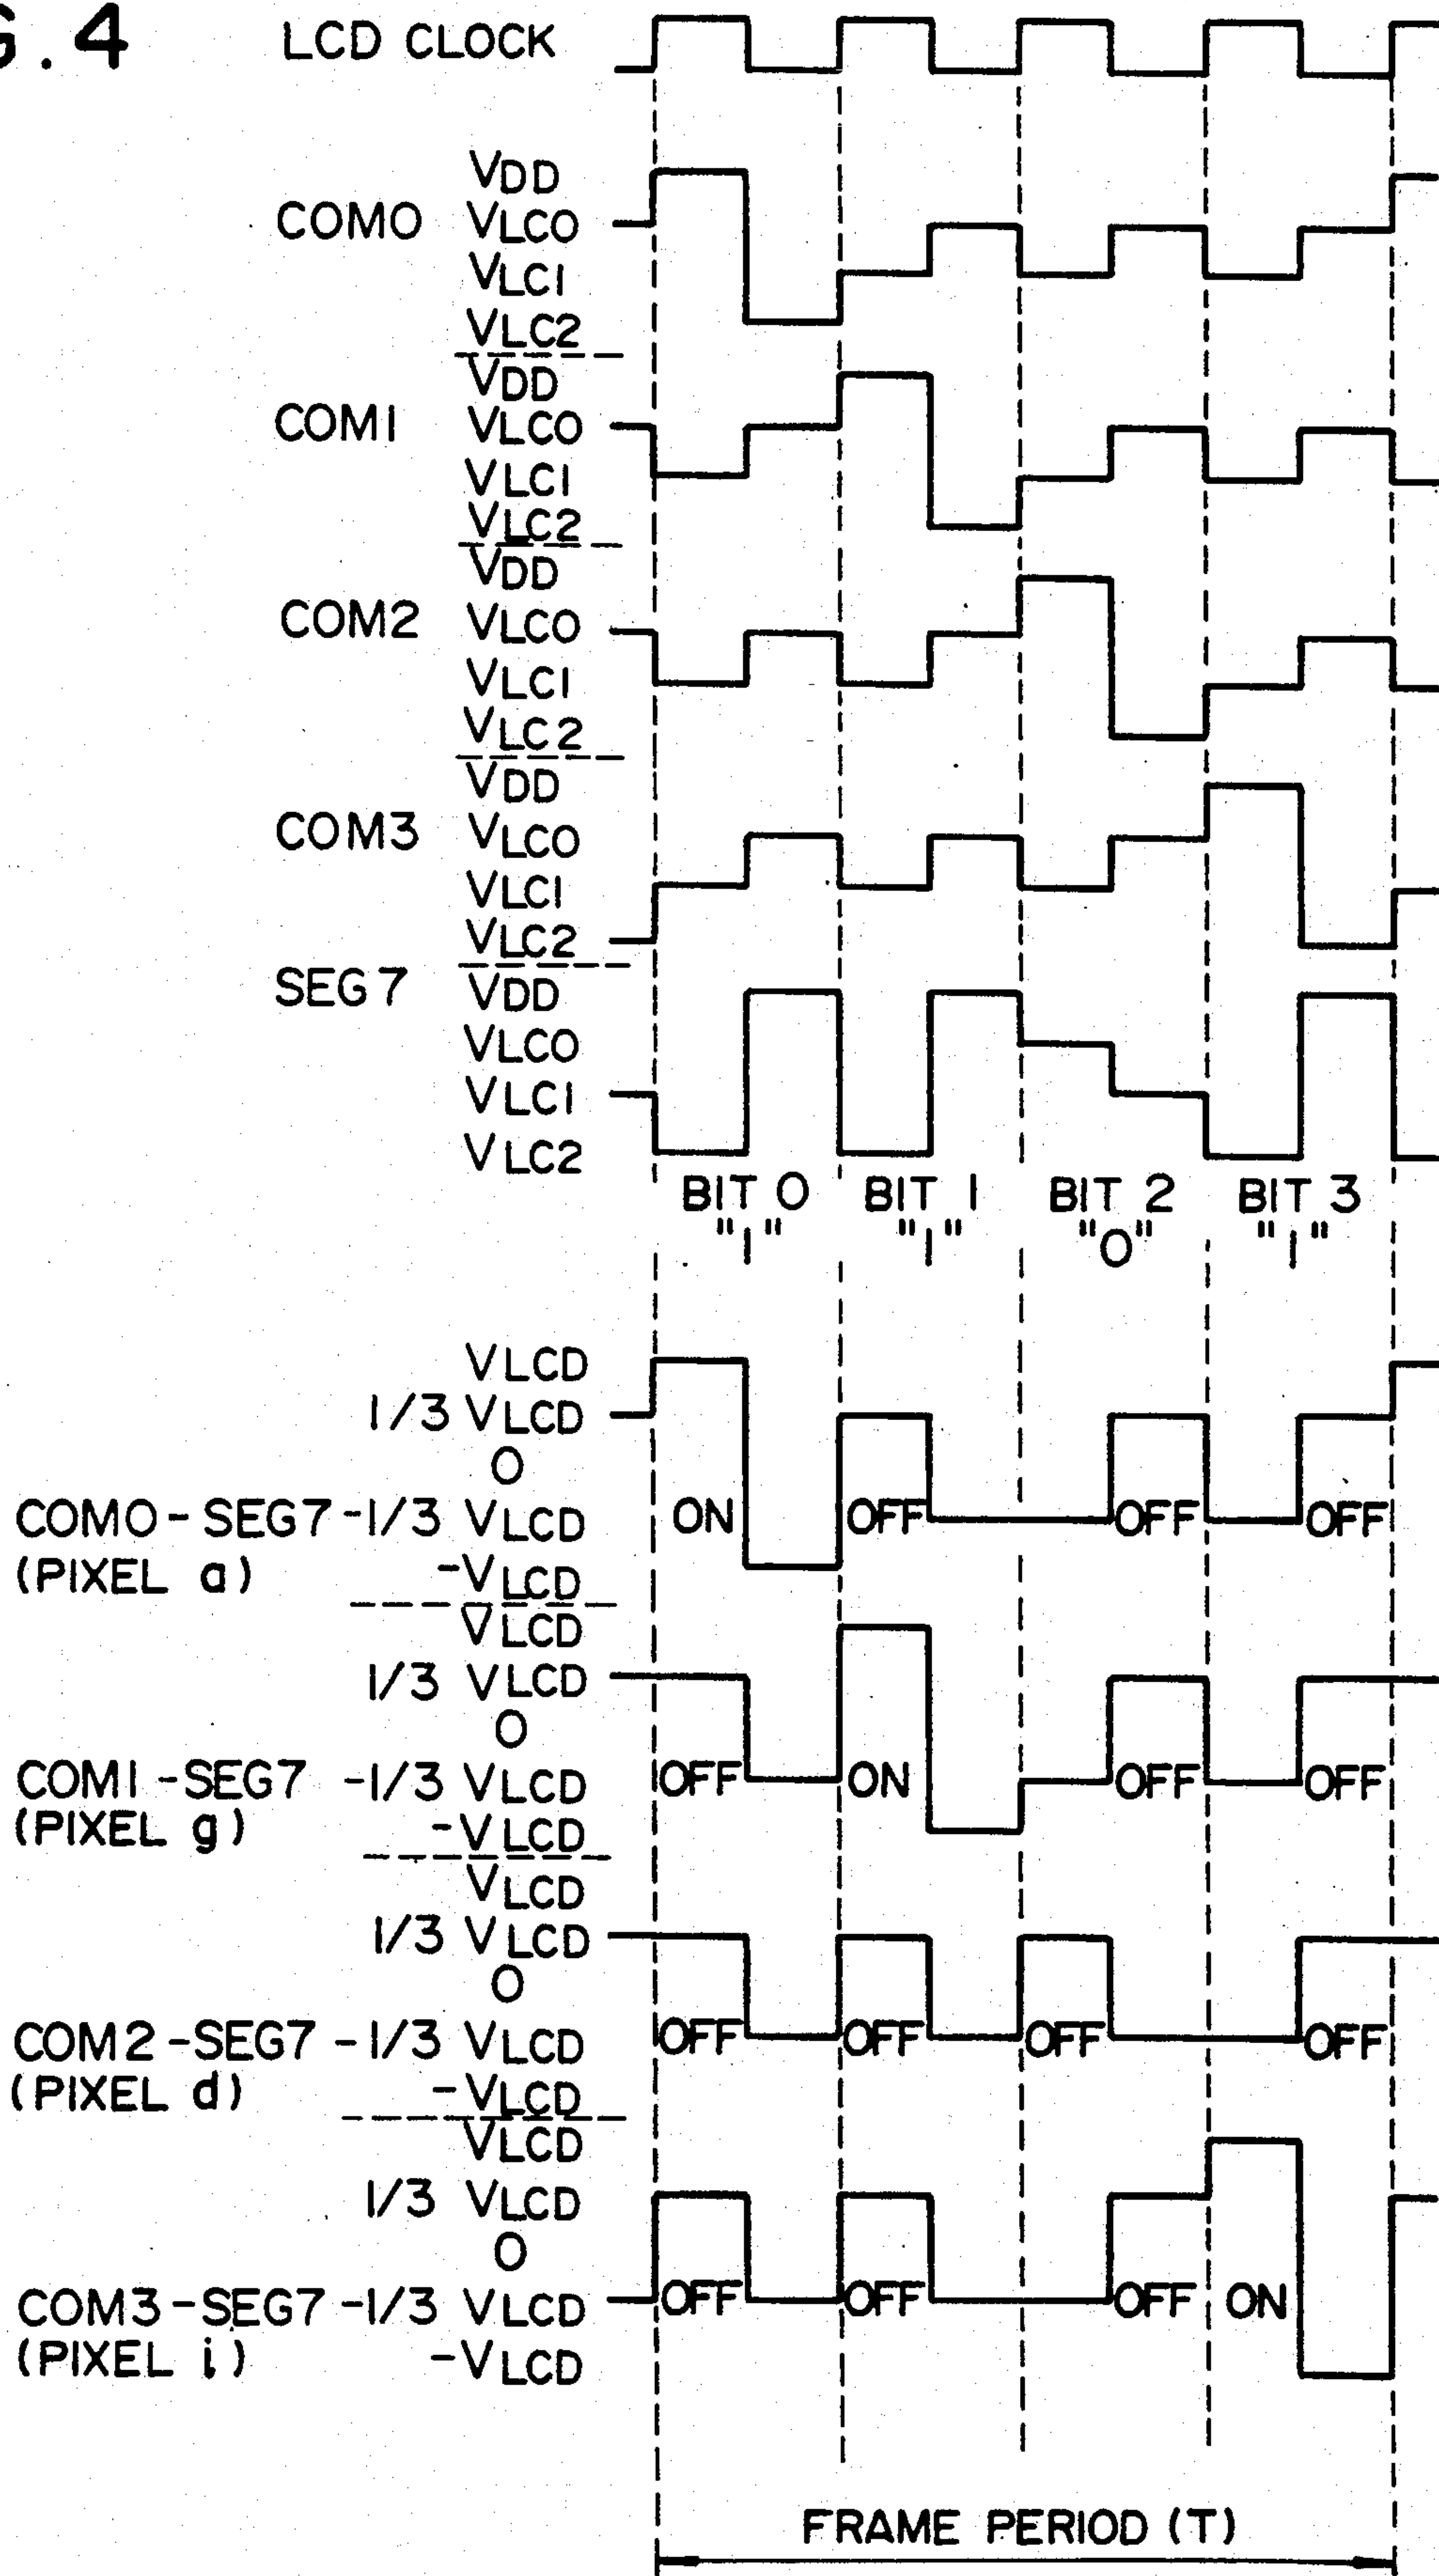 G.4
LCD CLOCK
VDD
COM0 VLC0
VLC1
VLC2
VDD
COM1 VLC0
VLC1
VLC2
VDD
COM2 VLC0
VLC1
VLC2
VDD
COM3 VLC0
VLC1
VLC2
SEG7 VDD
VLC0
VLC1
VLC2
BIT 0 BIT 1 BIT 2 BIT 3
"1" "1" "0" "1"
VLCD
1/3 VLCD
0
COM0-SEG7 -1/3 VLCD ON OFF OFF OFF
(PIXEL a) -VLCD
VLCD
1/3 VLCD
0
COM1-SEG7 -1/3 VLCD OFF ON OFF OFF
(PIXEL g) -VLCD
VLCD
1/3 VLCD
0
COM2-SEG7 -1/3 VLCD OFF OFF OFF OFF
(PIXEL d) -VLCD
VLCD
1/3 VLCD
0
COM3-SEG7 -1/3 VLCD OFF OFF OFF ON
(PIXEL i) -VLCD
FRAME PERIOD (T)